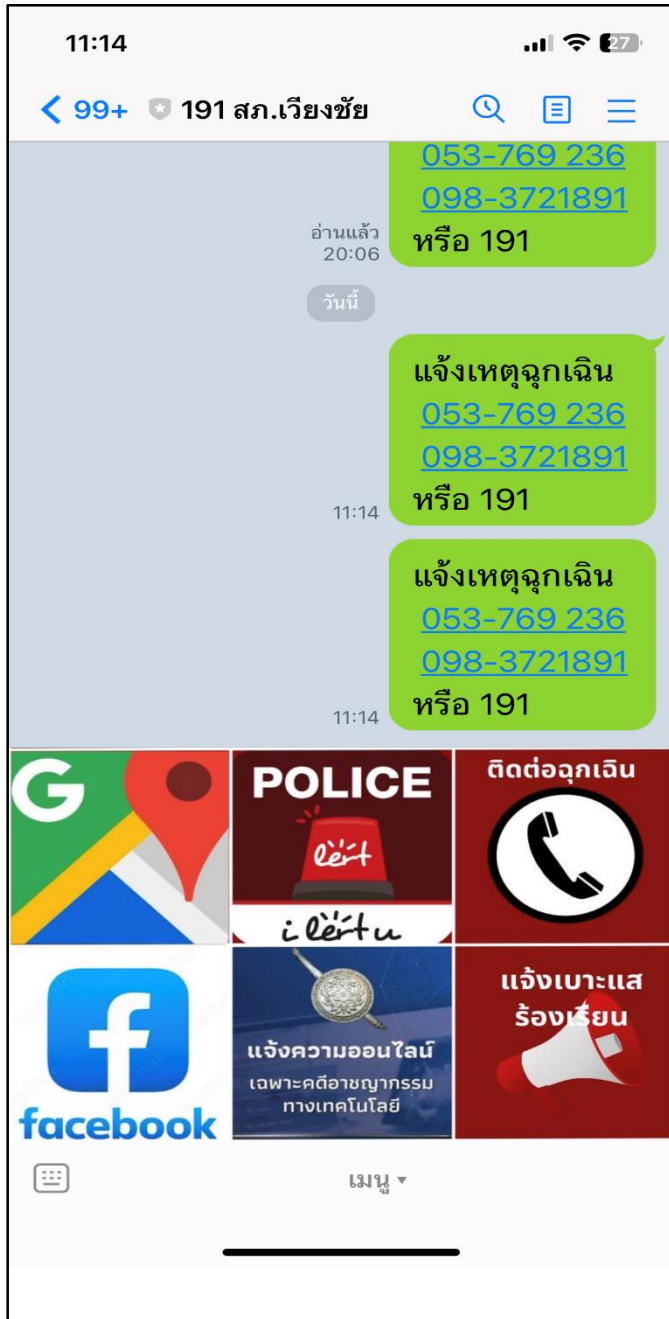 11:14
27
99+ 191 สภ.เวียงชัย
053-769 236
098-3721891
หรือ 191
อ่านแล้ว
20:06
วันนี้
แจ้งเหตุฉุกเฉิน
053-769 236
098-3721891
หรือ 191
11:14
แจ้งเหตุฉุกเฉิน
053-769 236
098-3721891
หรือ 191
11:14
G
POLICE
lert
i lert u
ติดต่อฉุกเฉิน
facebook
แจ้งความออนไลน์
เฉพาะคดีอาชญากรรม
ทางเทคโนโลยี
แจ้งเบาะแส
ร้องเรียน
เมนู